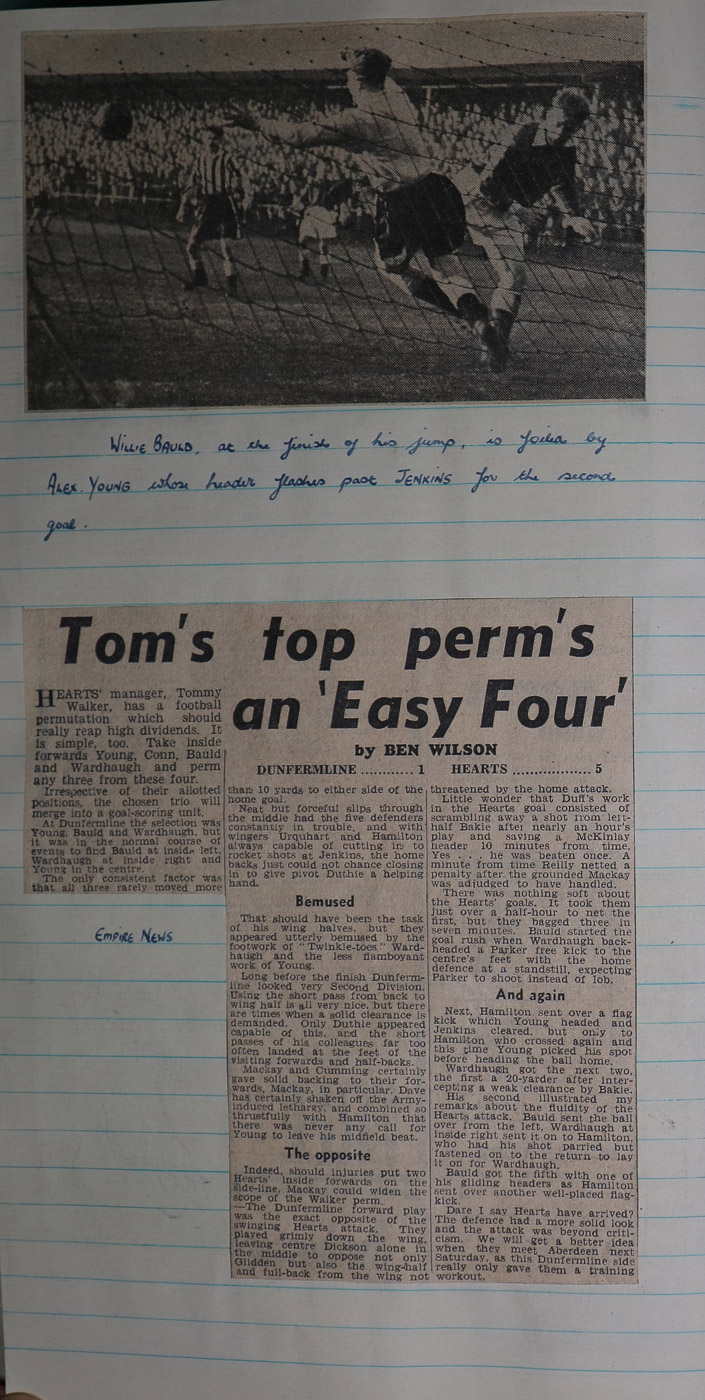 WILLIE BAULD, at the finish of his jump, is foiled by
ALEX. YOUNG whose header flashes past JENKINS for the second
goal.
Tom's top perm's
an 'Easy Four'
by BEN WILSON
DUNFERMLINE ............ 1 HEARTS .................. 5
HEARTS' manager, Tommy
Walker, has a football
permutation which should
really reap high dividends. It
is simple, too. Take inside
forwards Young, Conn, Bauld
and Wardhaugh and perm
any three from these four.
Irrespective of their allotted
positions, the chosen trio will
merge into a goal-scoring unit.
At Dunfermline the selection was
Young, Bauld and Wardhaugh, but
it was in the normal course of
events to find Bauld at inside left,
Wardhaugh at inside right and
Young in the centre.
The only consistent factor was
that all three rarely moved more
EMPIRE NEWS
than 10 yards to either side of the
home goal.
Neat but forceful slips through
the middle had the five defenders
constantly in trouble, and with
wingers Urquhart and Hamilton
always capable of cutting in to
rocket shots at Jenkins, the home
backs just could not chance closing
in to give pivot Duthie a helping
hand.
Bemused
That should have been the task
of his wing halves, but they
appeared utterly bemused by the
footwork of "Twinkle-toes" Ward-
haugh and the less flamboyant
work of Young.
Long before the finish Dunferm-
line looked very Second Division.
Using the short pass from back to
wing half is all very nice, but there
are times when a solid clearance is
demanded. Only Duthie appeared
capable of this, and the short
passes of his colleagues far too
often landed at the feet of the
visiting forwards and half-backs.
Mackay and Cumming certainly
gave solid backing to their for-
wards, Mackay, in particular. Dave
has certainly shaken off the Army-
induced lethargy, and combined so
thrustfully with Hamilton that
there was never any call for
Young to leave his midfield beat.
The opposite
Indeed, should injuries put two
Hearts' inside forwards on the
side-line, Mackay could widen the
scope of the Walker perm.
—The Dunfermline forward play
was the exact opposite of the
swinging Hearts attack. They
played grimly down the wing,
leaving centre Dickson alone in
the middle to oppose not only
Glidden but also the wing-half
and full-back from the wing not
threatened by the home attack.
Little wonder that Duff's work
in the Hearts goal consisted of
scrambling away a shot from left-
half Bakie after nearly an hour's
play and saving a McKinlay
header 10 minutes from time.
Yes . . . he was beaten once. A
minute from time Reilly netted a
penalty after the grounded Mackay
was adjudged to have handled.
There was nothing soft about
the Hearts' goals. It took them
just over a half-hour to net the
first, but they bagged three in
seven minutes. Bauld started the
goal rush when Wardhaugh back-
headed a Parker free kick to the
centre's feet with the home
defence at a standstill, expecting
Parker to shoot instead of lob.
And again
Next, Hamilton sent over a flag
kick which Young headed and
Jenkins cleared, but only to
Hamilton who crossed again and
this time Young picked his spot
before heading the ball home.
Wardhaugh got the next two,
the first a 20-yarder after inter-
cepting a weak clearance by Bakie.
His second illustrated my
remarks about the fluidity of the
Hearts attack. Bauld sent the ball
over from the left, Wardhaugh at
inside right sent it on to Hamilton,
who had his shot parried but
fastened on to the return to lay
it on for Wardhaugh.
Bauld got the fifth with one of
his gliding headers as Hamilton
sent over another well-placed flag-
kick.
Dare I say Hearts have arrived?
The defence had a more solid look
and the attack was beyond criti-
cism. We will get a better idea
when they meet Aberdeen next
Saturday, as this Dunfermline side
really only gave them a training
workout.